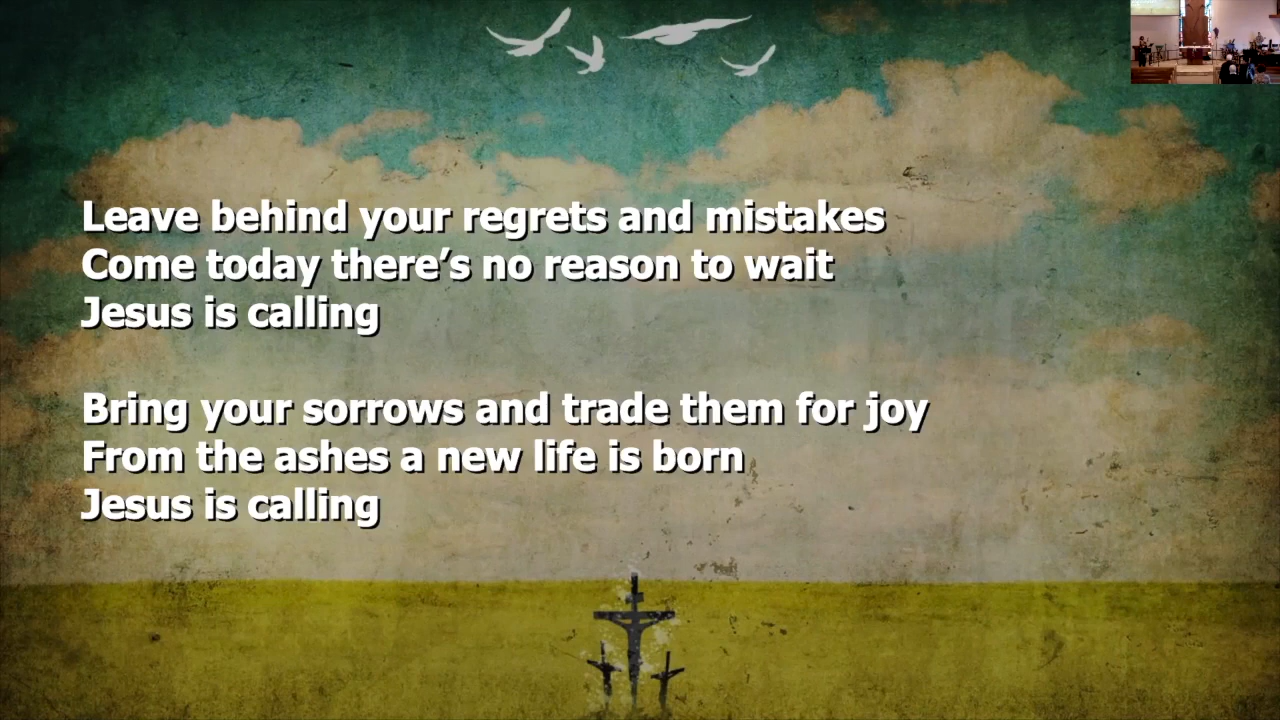 Leave behind your regrets and mistakes
Come today there’s no reason to wait
Jesus is calling
Bring your sorrows and trade them for joy
From the ashes a new life is born
Jesus is calling